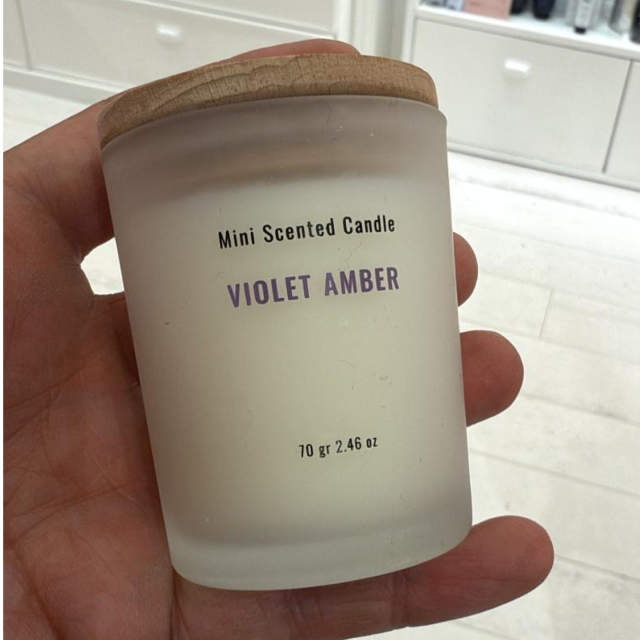 Mini Scented Candle
VIOLET AMBER
70 gr 2.46 oz